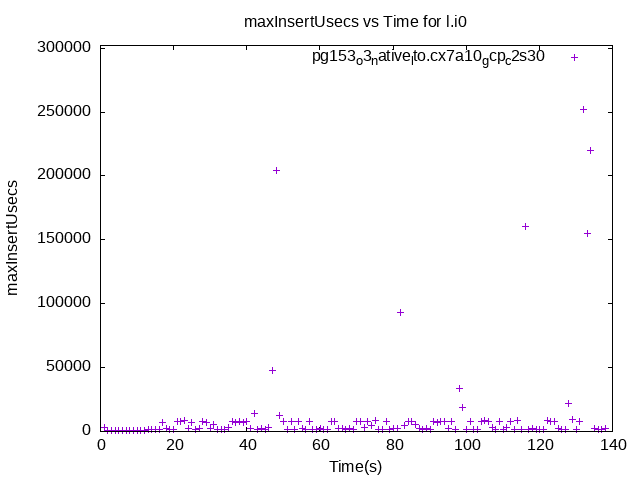 maxInsertUsecs vs Time for l.i0
pg153o3native lto.cx7a10gcpc2s30
300000
250000
200000
150000
100000
50000
0
maxInsertUsecs
0 20 40 60 80 100 120 140
Time(s)